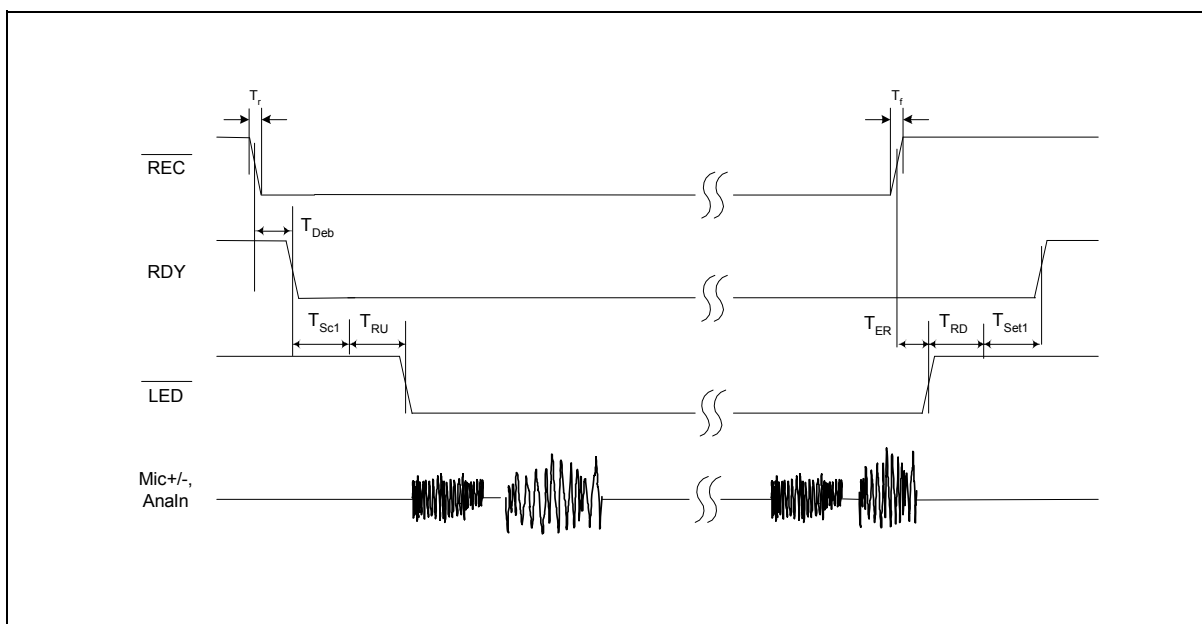 Tr
Tf
REC
TDeb
RDY
TSc1 TRU
TER TRD TSet1
LED
Mic+/-,
AnaIn